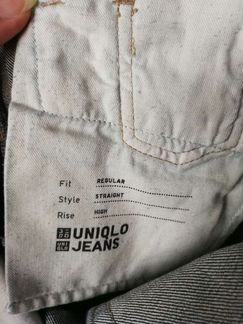 Fit REGULAR
Style STRAIGHT
Rise HIGH
UNIQLO
JEANS